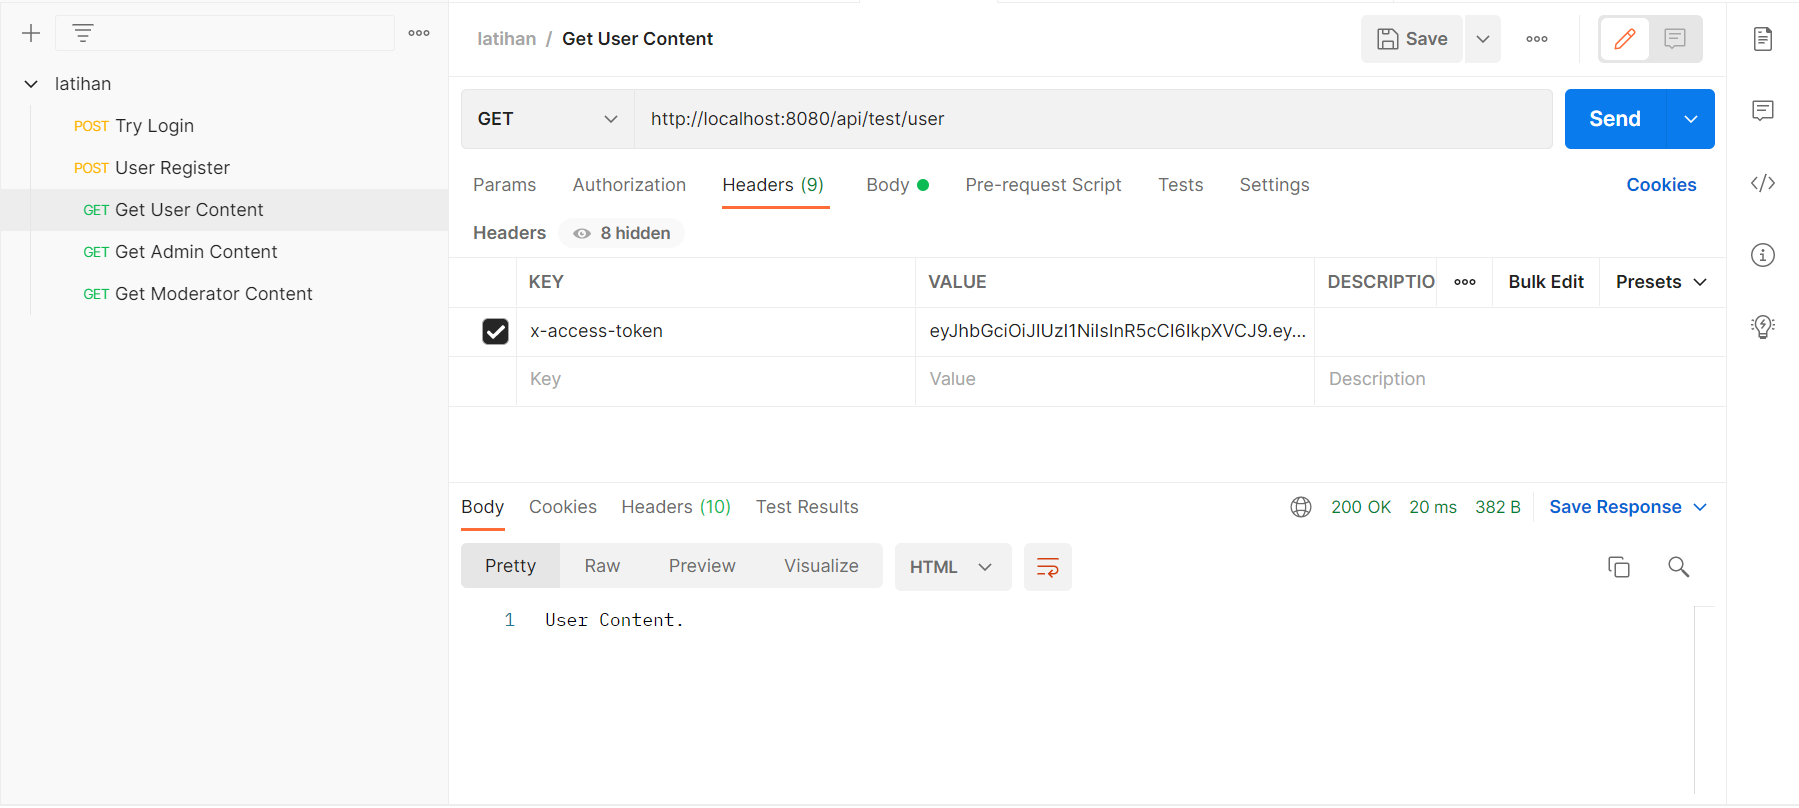 latihan
POST Try Login
POST User Register
GET Get User Content
GET Get Admin Content
GET Get Moderator Content
latihan / Get User Content
Save
GET http://localhost:8080/api/test/user Send
Params Authorization Headers (9) Body Pre-request Script Tests Settings Cookies
Headers 8 hidden
KEY VALUE DESCRIPTIO Bulk Edit Presets
x-access-token eyJhbGciOiJIUzI1NiIsInR5cCI6IkpXVCJ9.ey...
Key Value Description
Body Cookies Headers (10) Test Results 200 OK 20 ms 382 B Save Response
Pretty Raw Preview Visualize HTML
1 User Content.